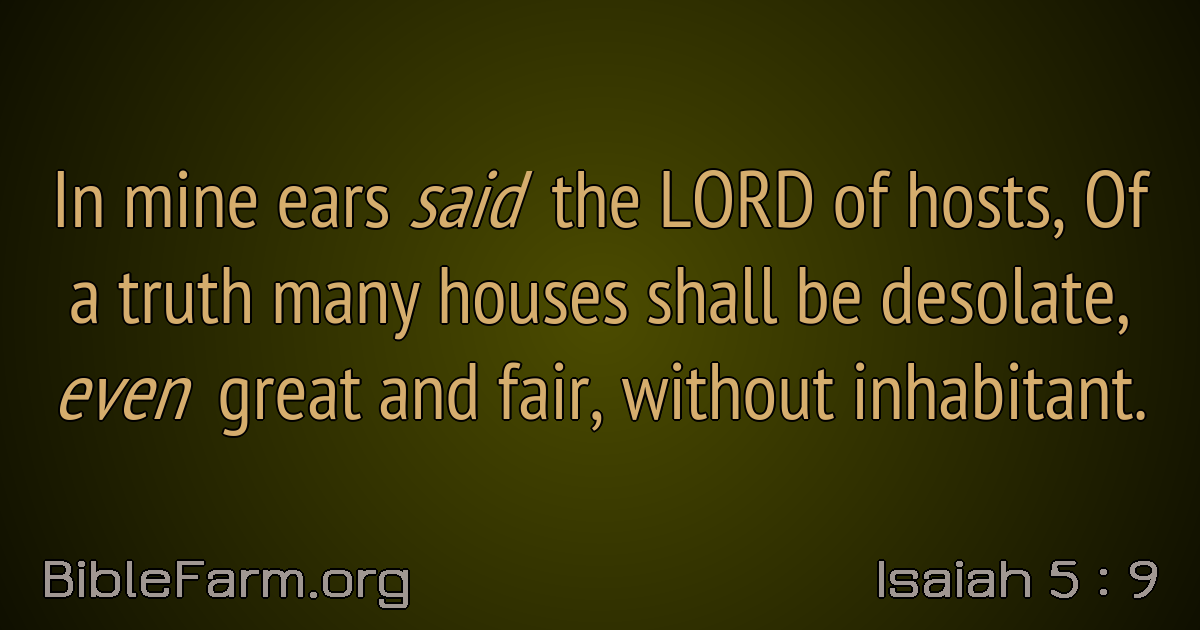 In mine ears said the LORD of hosts, Of
a truth many houses shall be desolate,
even great and fair, without inhabitant.
BibleFarm.org
Isaiah 5 : 9